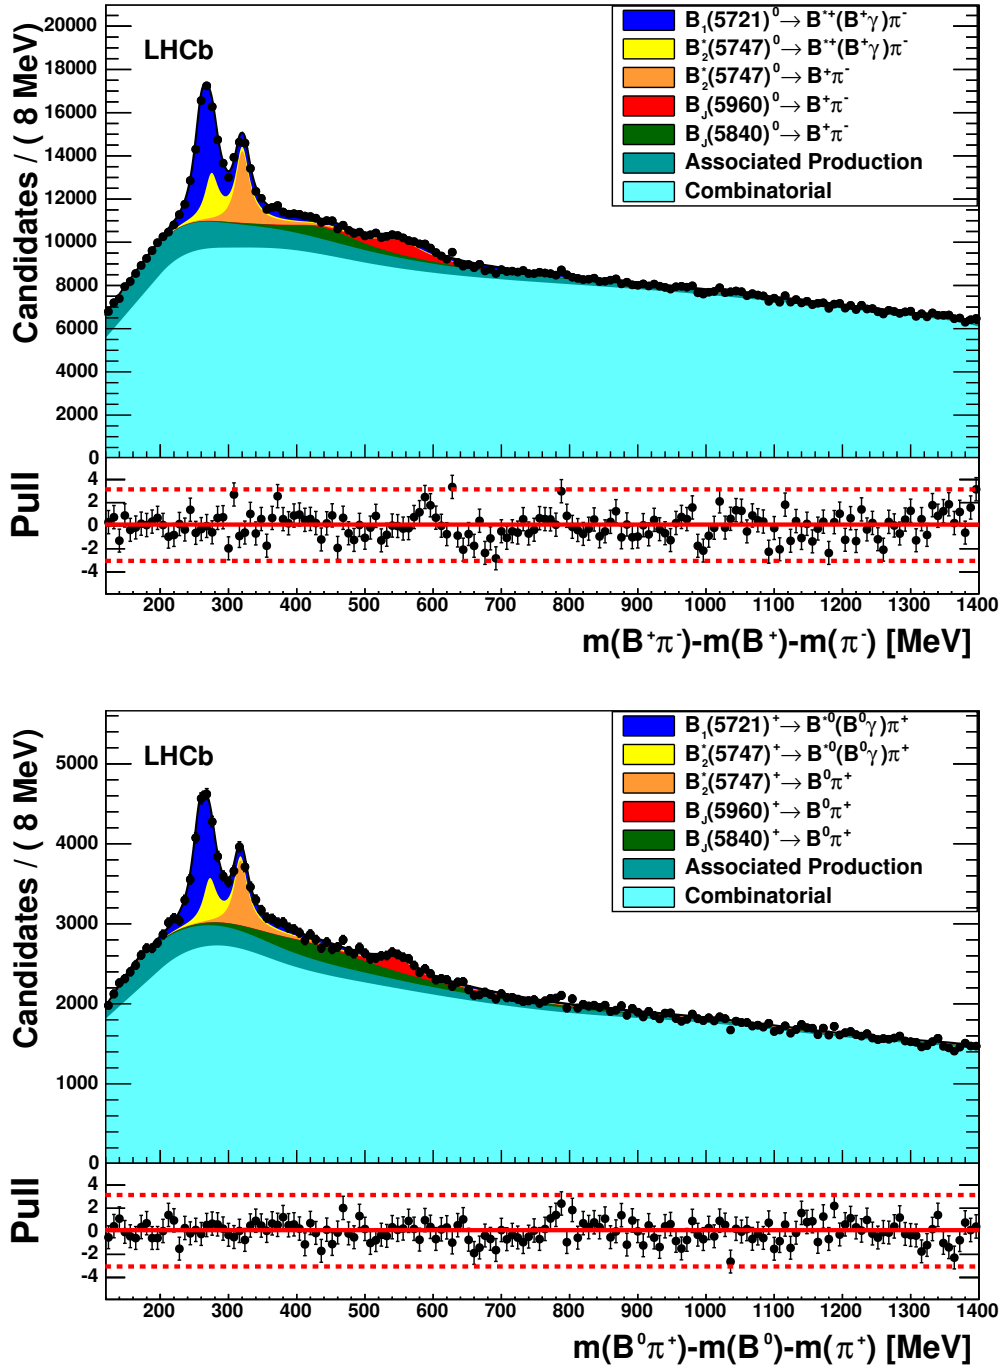 20000
18000
16000
14000
12000
10000
8000
6000
4000
2000
0
Candidates / ( 8 MeV)
LHCb
B₁(5721)⁰→ B*⁺(B⁺γ)π⁻
B₂*(5747)⁰→ B*⁺(B⁺γ)π⁻
B₂*(5747)⁰→ B⁺π⁻
B_J(5960)⁰→ B⁺π⁻
B_J(5840)⁰→ B⁺π⁻
Associated Production
Combinatorial
Pull
4
2
0
-2
-4
200 300 400 500 600 700 800 900 1000 1100 1200 1300 1400
m(B⁺π⁻)-m(B⁺)-m(π⁻) [MeV]
5000
4000
3000
2000
1000
0
Candidates / ( 8 MeV)
LHCb
B₁(5721)⁺→ B*⁰(B⁰γ)π⁺
B₂*(5747)⁺→ B*⁰(B⁰γ)π⁺
B₂*(5747)⁺→ B⁰π⁺
B_J(5960)⁺→ B⁰π⁺
B_J(5840)⁺→ B⁰π⁺
Associated Production
Combinatorial
Pull
4
2
0
-2
-4
200 300 400 500 600 700 800 900 1000 1100 1200 1300 1400
m(B⁰π⁺)-m(B⁰)-m(π⁺) [MeV]